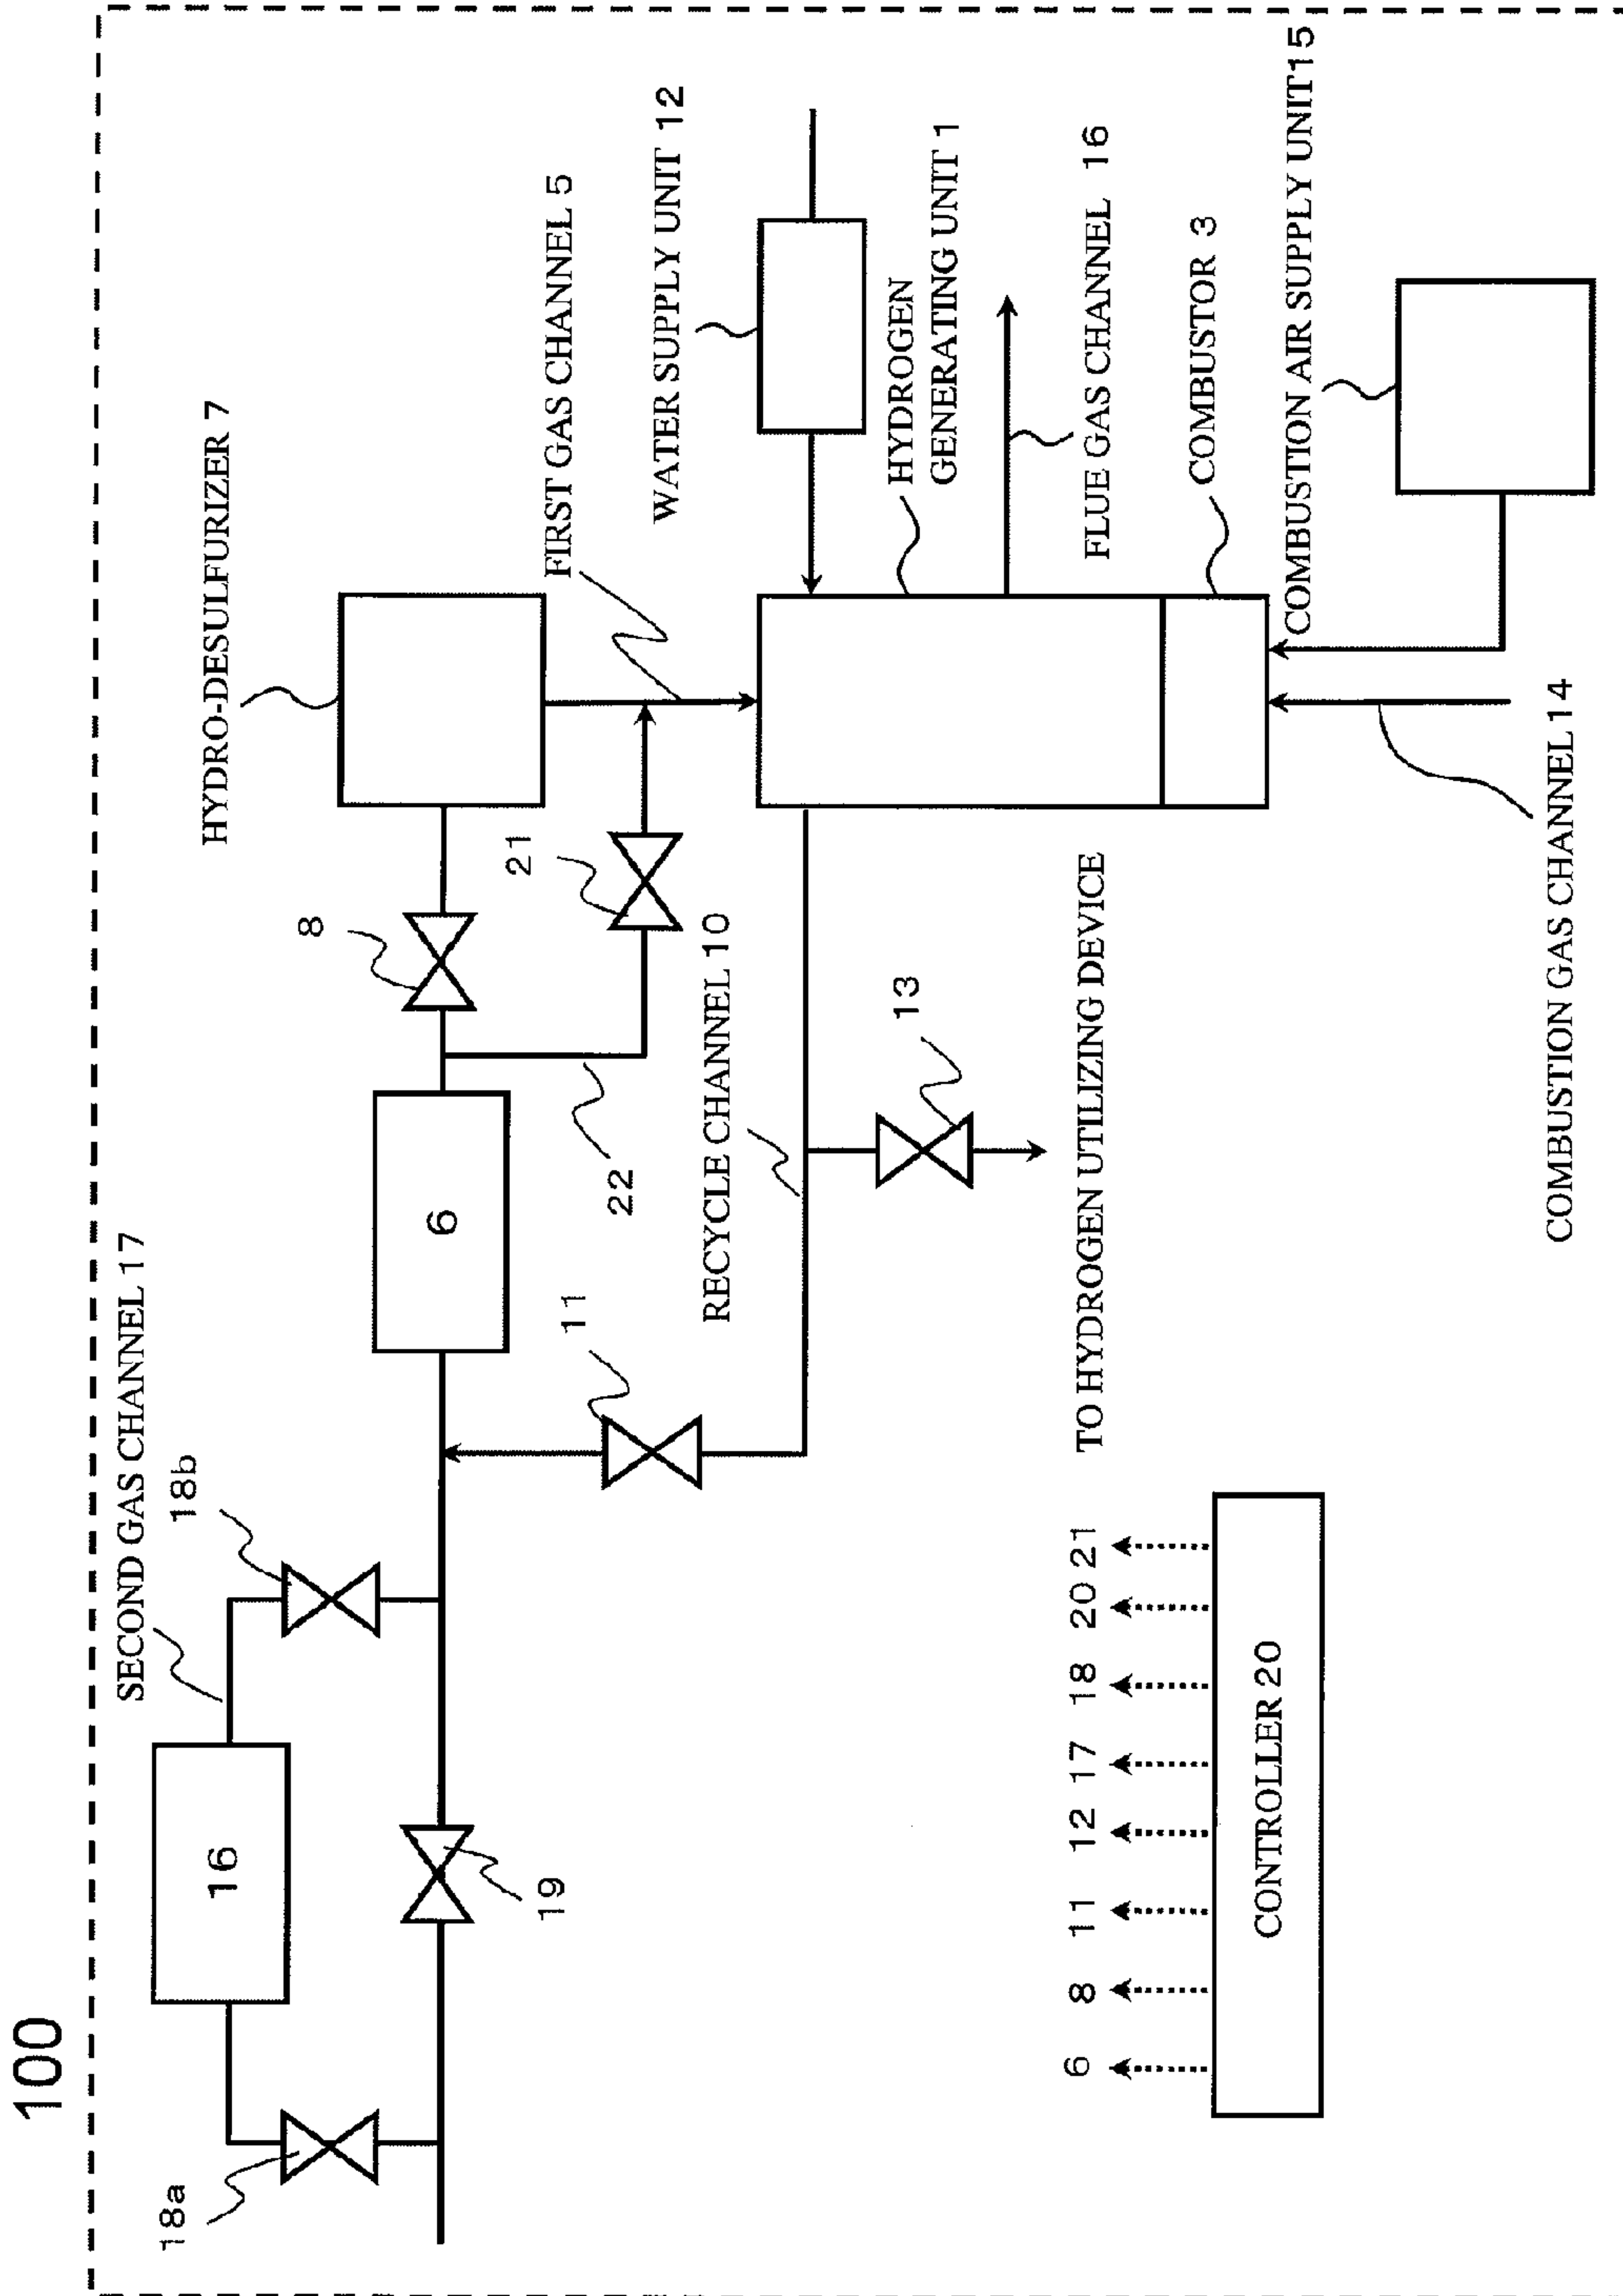 100
SECOND GAS CHANNEL 17
HYDRO-DESULFURIZER 7
18a
16
18b
19
6
8
22
21
FIRST GAS CHANNEL 5
11
RECYCLE CHANNEL 10
13
WATER SUPPLY UNIT 12
HYDROGEN
GENERATING UNIT 1
FLUE GAS CHANNEL 16
COMBUSTOR 3
COMBUSTION AIR SUPPLY UNIT15
TO HYDROGEN UTILIZING DEVICE
COMBUSTION GAS CHANNEL 14
6 8 11 12 17 18 20 21
CONTROLLER 20